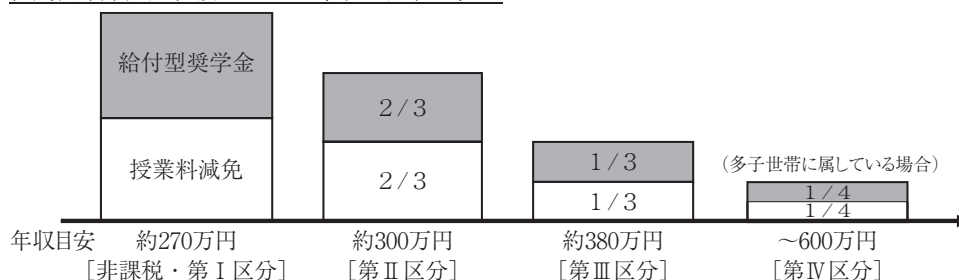 給付型奨学金
授業料減免
2/3
2/3
1/3
1/3
(多子世帯に属している場合)
1/4
1/4
年収目安 約270万円 約300万円 約380万円 ～600万円
[非課税・第Ⅰ区分] [第Ⅱ区分] [第Ⅲ区分] [第Ⅳ区分]